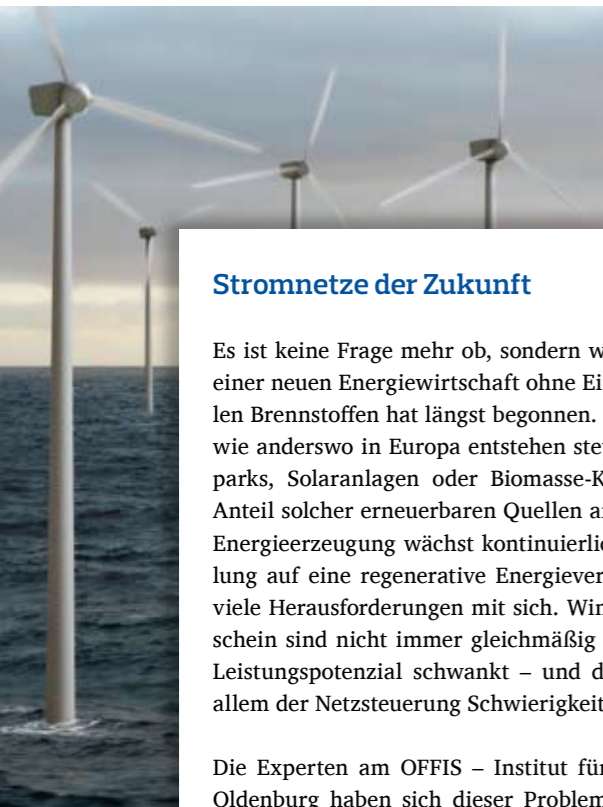 Stromnetze der Zukunft
Es ist keine Frage mehr ob, sondern
einer neuen Energiewirtschaft ohne
len Brennstoffen hat längst begonnen.
wie anderswo in Europa entstehen
parks, Solaranlagen oder
Anteil solcher erneuerbaren Quellen
Energieerzeugung wächst
lung auf eine regenerative
viele Herausforderungen mit sich.
schein sind nicht immer gleichmäßig
Leistungspotenzial schwankt – und
allem der Netzsteuerung
Die Experten am OFFIS – Institut für
Oldenburg haben sich dieser